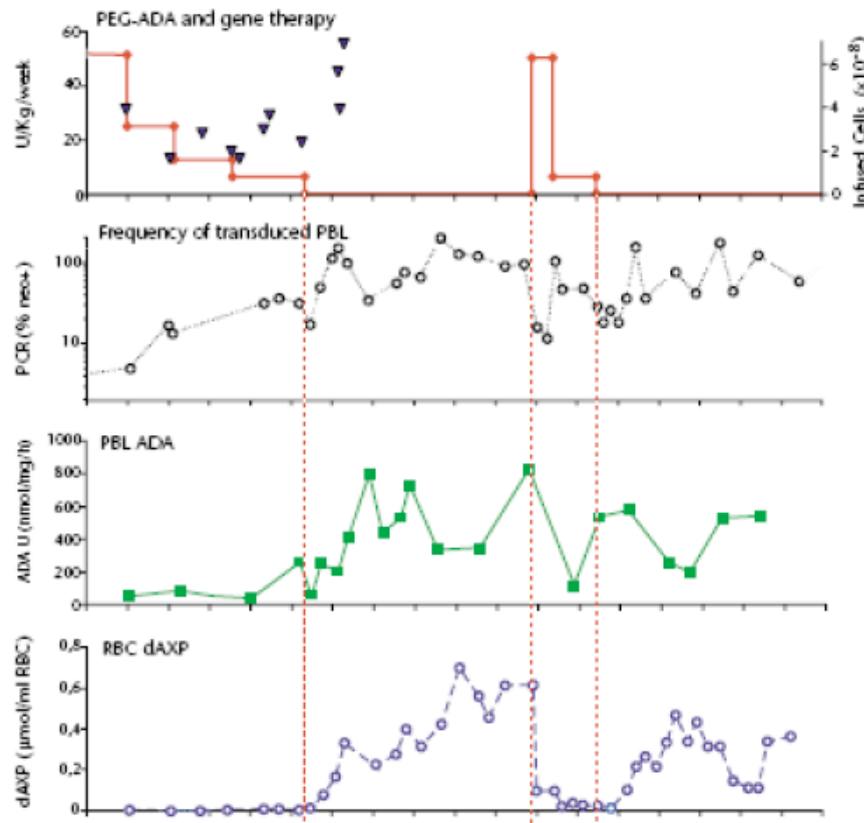 PEG-ADA and gene therapy
U/Kg/week
60
40
20
0
Infused Cells (x10⁻⁸)
6
4
2
0
Frequency of transduced PBL
PCR (% neo+)
100
10
PBL ADA
ADA U (nmol/mg/h)
1000
800
600
400
200
0
RBC dAXP
dAXP (µmol/ml RBC)
0,8
0,6
0,4
0,2
0